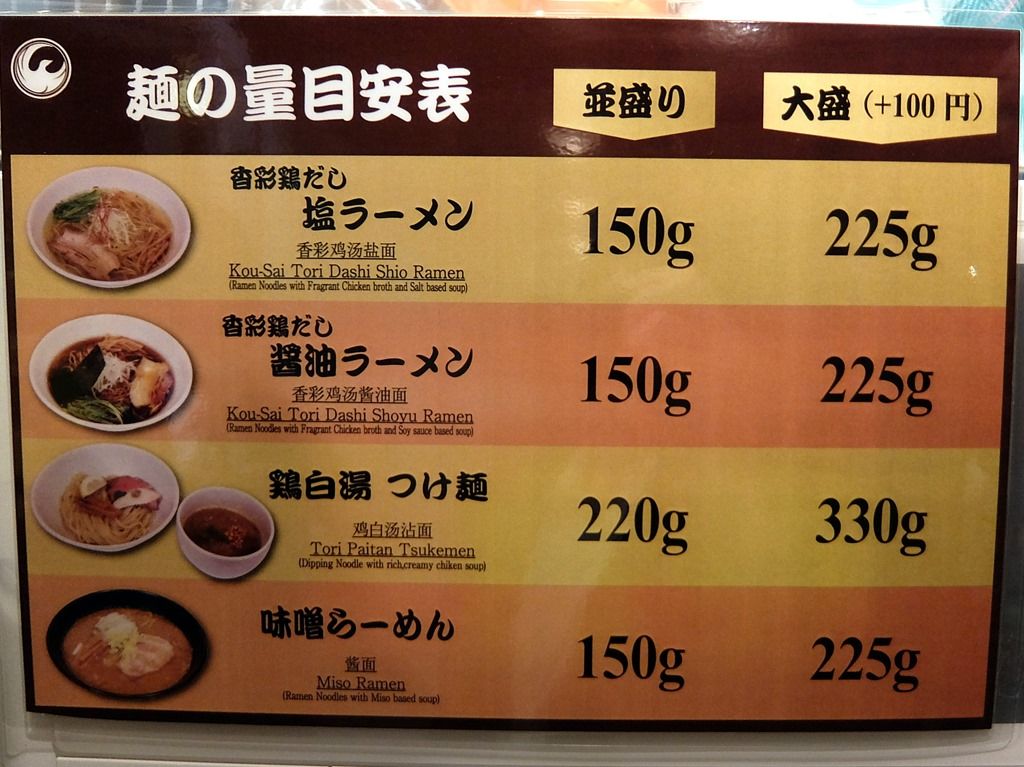 麺の量目安表
並盛り
大盛（+100 円）
香彩鶏だし
塩ラーメン
香彩鸡汤盐面
Kou-Sai Tori Dashi Shio Ramen
(Ramen Noodles with Fragrant Chicken broth and Salt based soup)
150g
225g
香彩鶏だし
醤油ラーメン
香彩鸡汤酱油面
Kou-Sai Tori Dashi Shoyu Ramen
(Ramen Noodles with Fragrant Chicken broth and Soy sauce based soup)
150g
225g
鶏白湯 つけ麺
鸡白汤沾面
Tori Paitan Tsukemen
(Dipping Noodle with rich,creamy chiken soup)
220g
330g
味噌らーめん
酱面
Miso Ramen
(Ramen Noodles with Miso based soup)
150g
225g